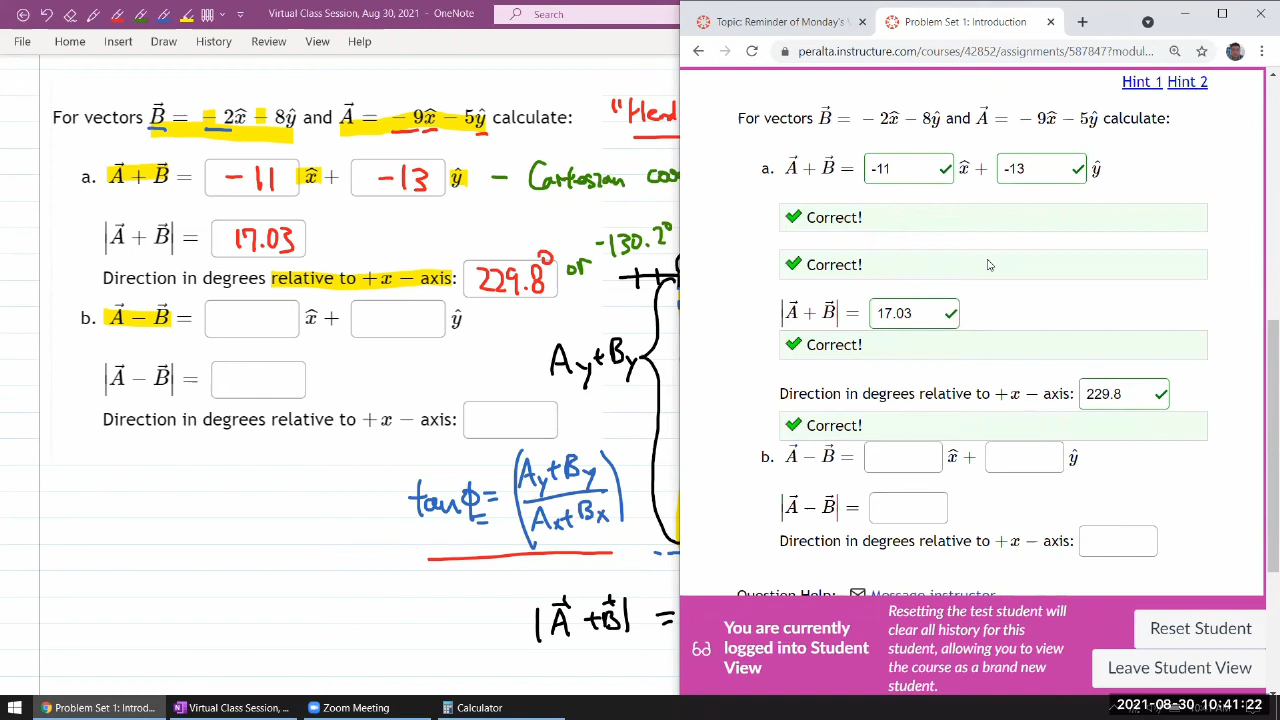 Virtual Class Session, Aug 30, 2021 - OneNote
Search
File Home Insert Draw History Review View
For vectors B⃗ = − 2x̂ − 8ŷ and A⃗ = − 9x̂ − 5ŷ calculate:
"Head
a. A⃗ + B⃗ = -11 x̂ + -13 ŷ - Cartesian coo
|A⃗ + B⃗| = 17.03
Direction in degrees relative to + x − axis: 229.8° or -130.2°
b. A⃗ − B⃗ = x̂ + ŷ
|A⃗ − B⃗| =
Direction in degrees relative to + x − axis:
Ay+By
tanφ = (Ay+By / Ax+Bx)
|A⃗ + B⃗| =
Topic: Reminder of Monday's V
Problem Set 1: Introduction
peralta.instructure.com/courses/42852/assignments/587847?modul...
Hint 1 Hint 2
For vectors B⃗ = − 2x̂ − 8ŷ and A⃗ = − 9x̂ − 5ŷ calculate:
a. A⃗ + B⃗ = -11 x̂ + -13 ŷ
Correct!
Correct!
|A⃗ + B⃗| = 17.03
Correct!
Direction in degrees relative to + x − axis: 229.8
Correct!
b. A⃗ − B⃗ = x̂ + ŷ
|A⃗ − B⃗| =
Direction in degrees relative to + x − axis:
Question Help: Message instructor
You are currently
logged into Student
View
Resetting the test student will
clear all history for this
student, allowing you to view
the course as a brand new
student.
Reset Student
Leave Student View
Problem Set 1: Introd...
Virtual Class Session, ...
Zoom Meeting
Calculator
2021-08-30 10:41:22